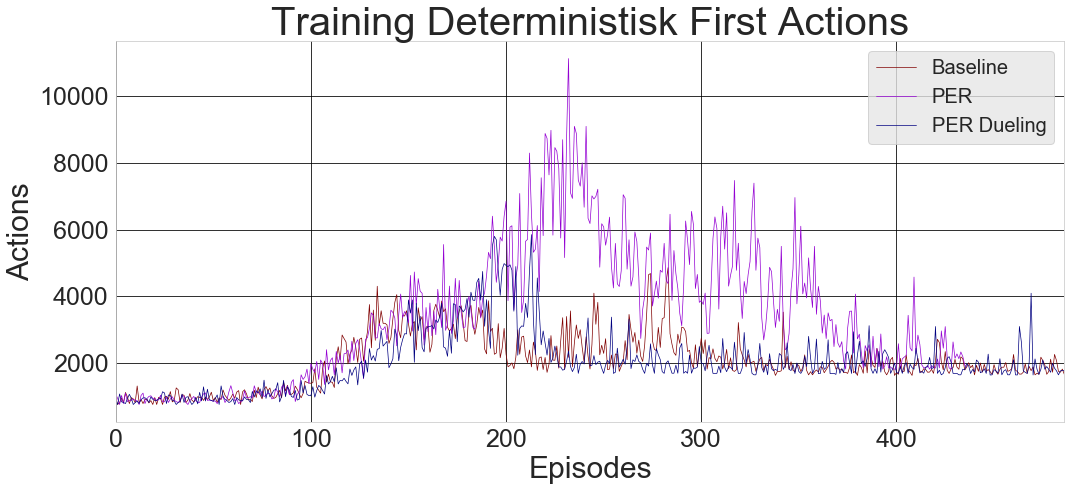 Training Deterministisk First Actions
Baseline
PER
PER Dueling
10000
8000
6000
4000
2000
Actions
0 100 200 300 400
Episodes